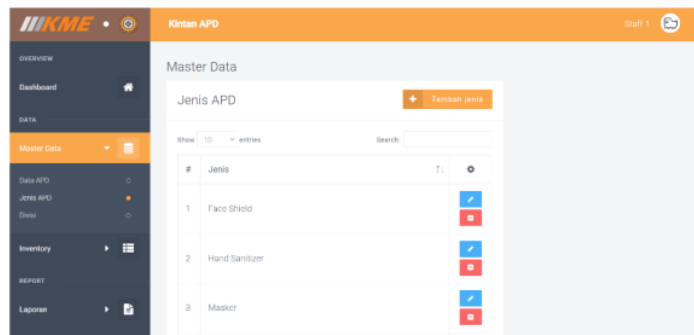 KME
Kintan APD
Staff 1
OVERVIEW
Dashboard
DATA
Master Data
Data APD
Jenis APD
Divisi
Inventory
REPORT
Laporan
Master Data
Jenis APD
+ Tambah jenis
Show 10 entries
Search:
# Jenis
1 Face Shield
2 Hand Sanitizer
3 Masker